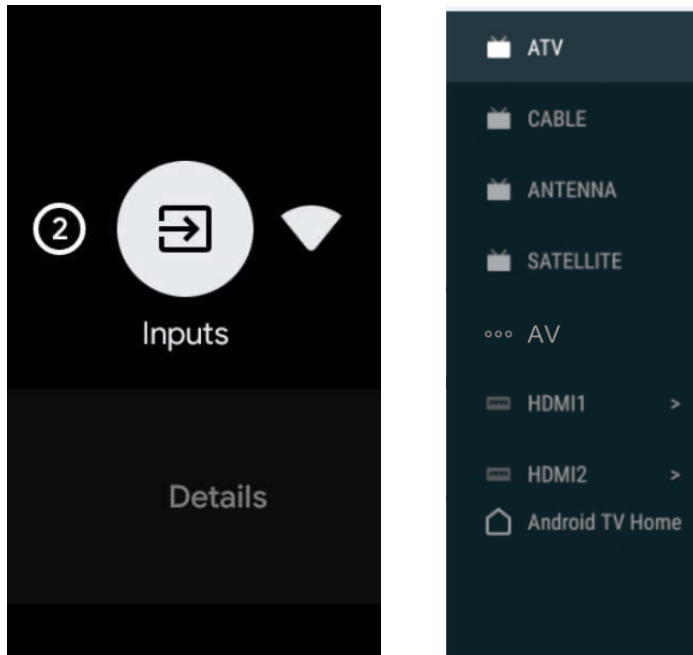 2
Inputs
Details
ATV
CABLE
ANTENNA
SATELLITE
AV
HDMI1 >
HDMI2 >
Android TV Home